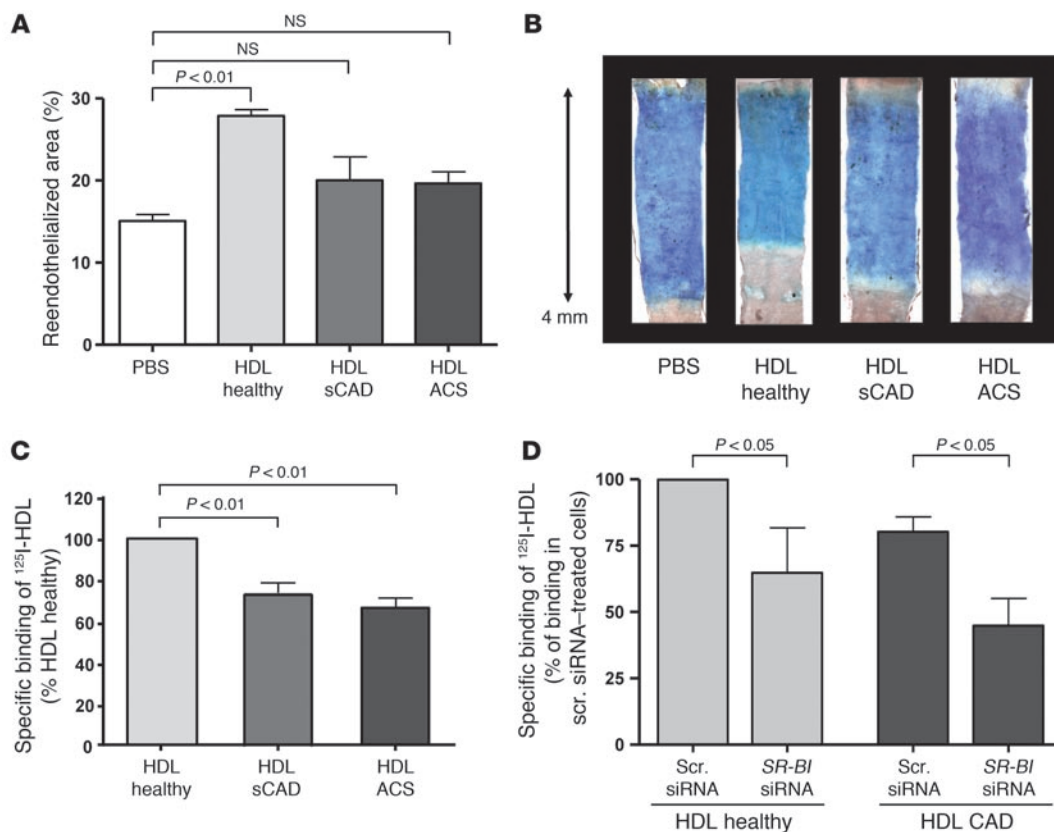 A
NS
NS
P < 0.01
Reendothelialized area (%)
30
20
10
0
PBS
HDL healthy
HDL sCAD
HDL ACS
B
4 mm
PBS
HDL healthy
HDL sCAD
HDL ACS
C
P < 0.01
P < 0.01
Specific binding of ¹²⁵I-HDL
(% HDL healthy)
120
100
80
60
40
20
0
HDL healthy
HDL sCAD
HDL ACS
D
P < 0.05
P < 0.05
Specific binding of ¹²⁵I-HDL
(% of binding in
scr. siRNA–treated cells)
100
75
50
25
0
Scr. siRNA
SR-BI siRNA
Scr. siRNA
SR-BI siRNA
HDL healthy
HDL CAD